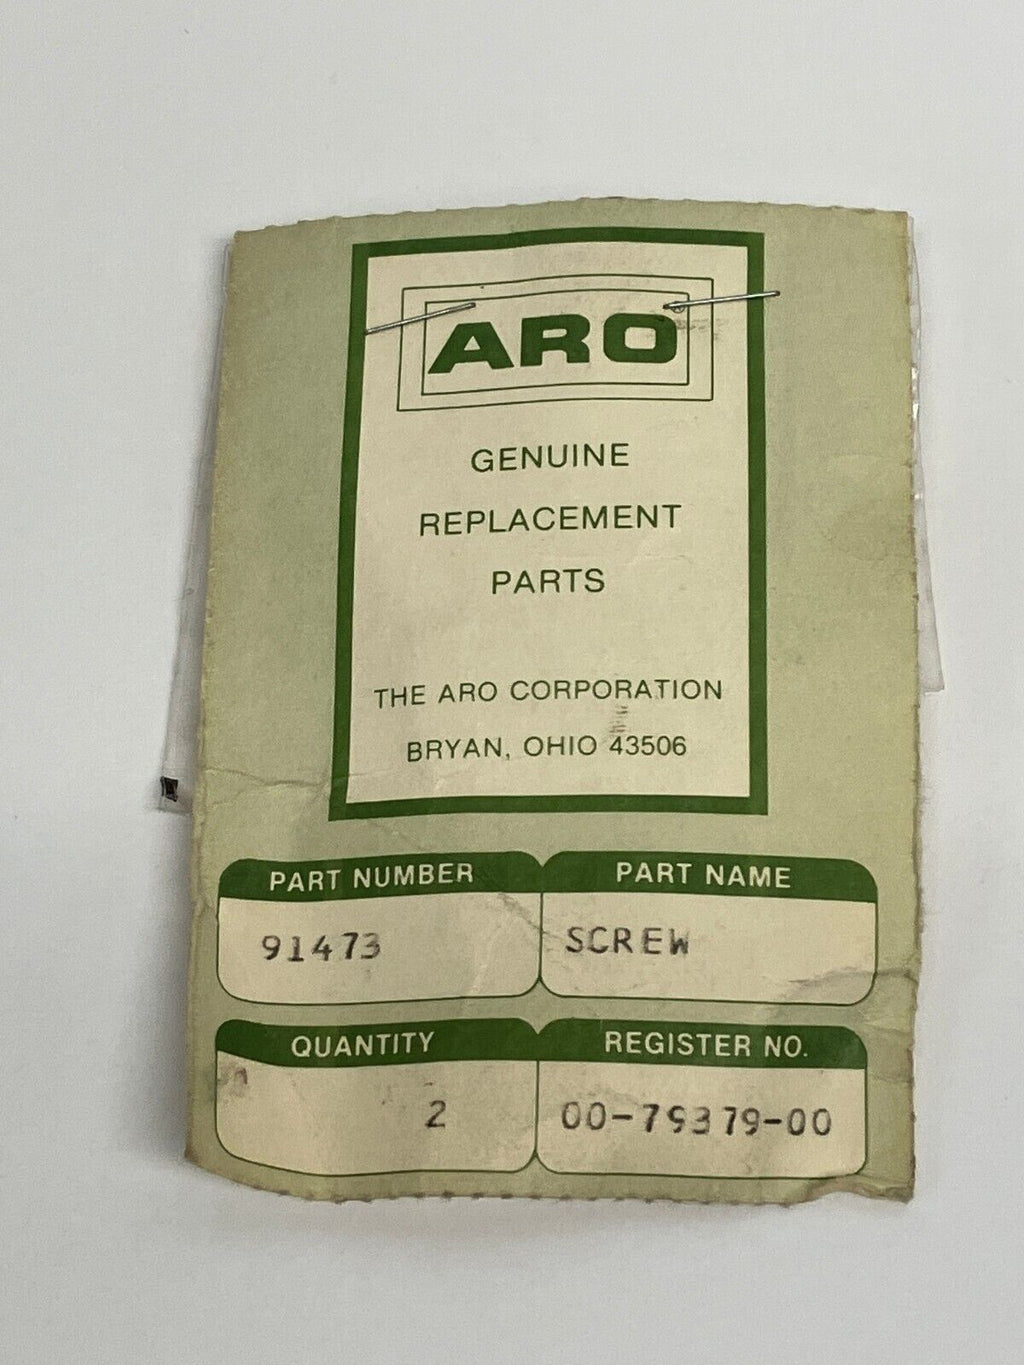 ARO
GENUINE
REPLACEMENT
PARTS
THE ARO CORPORATION
BRYAN, OHIO 43506
PART NUMBER
91473
PART NAME
SCREW
QUANTITY
2
REGISTER NO.
00-79379-00